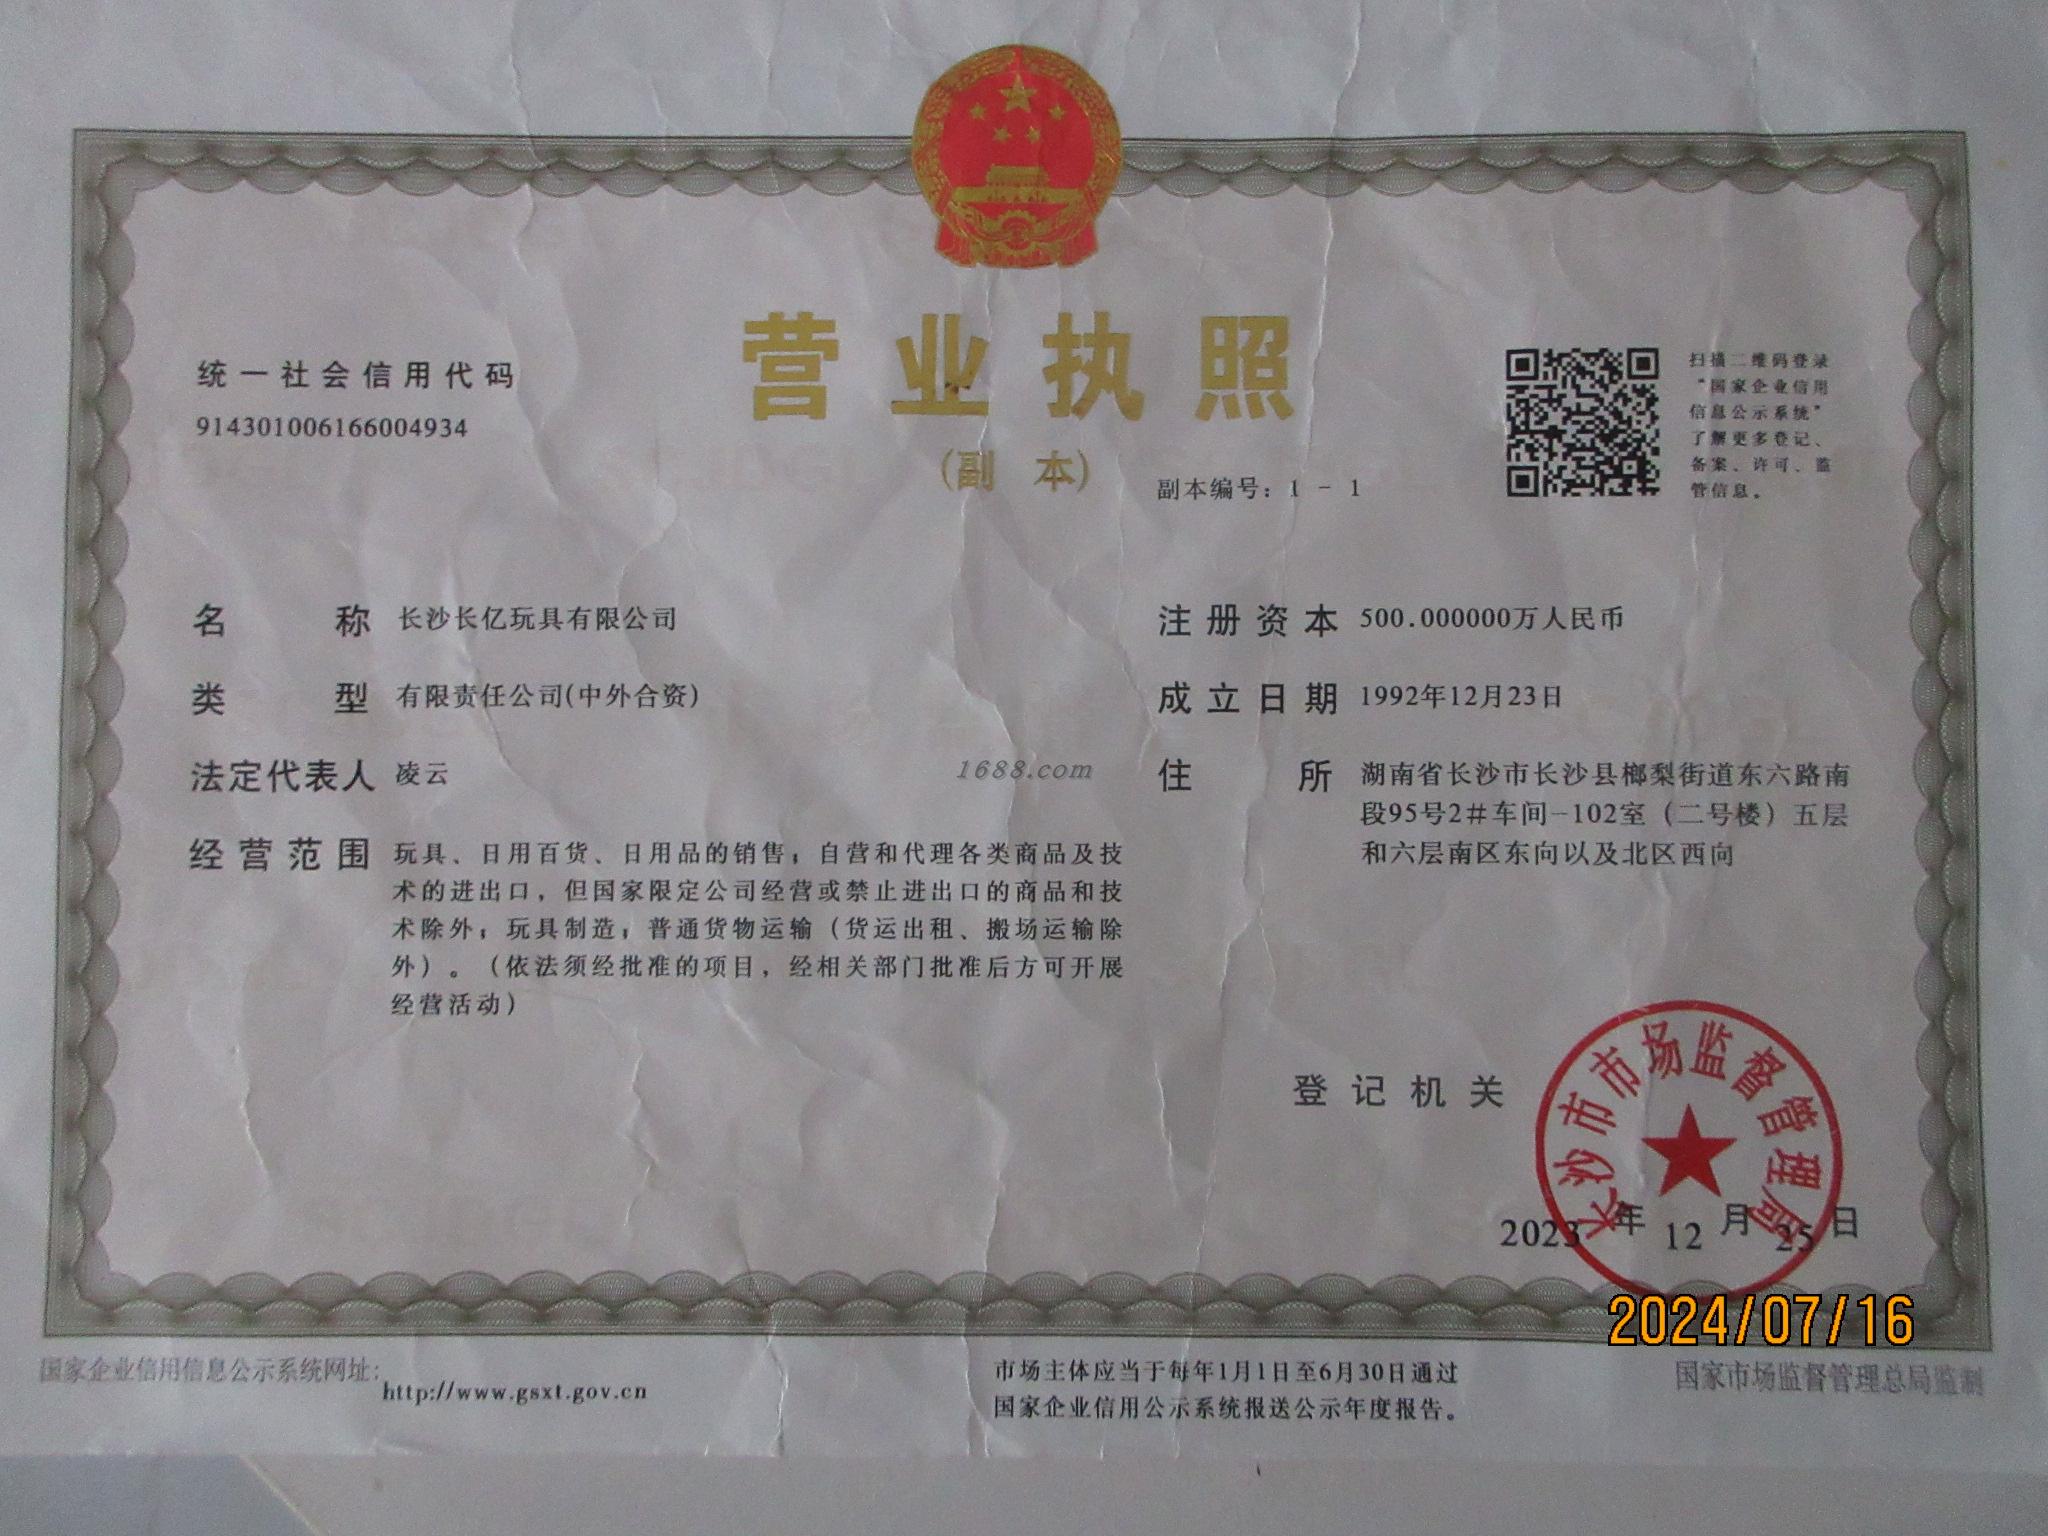 营业执照
(副 本)
副本编号：1 - 1
统一社会信用代码
914301006166004934
扫描二维码登录
“国家企业信用
信息公示系统”
了解更多登记、
备案、许可、监
管信息。
名 称 长沙长亿玩具有限公司
类 型 有限责任公司(中外合资)
法定代表人 凌云
经营范围 玩具、日用百货、日用品的销售；自营和代理各类商品及技
术的进出口，但国家限定公司经营或禁止进出口的商品和技
术除外；玩具制造；普通货物运输（货运出租、搬场运输除
外）。（依法须经批准的项目，经相关部门批准后方可开展
经营活动）
1688.com
注册资本 500.000000万人民币
成立日期 1992年12月23日
住 所 湖南省长沙市长沙县榔梨街道东六路南
段95号2#车间-102室（二号楼）五层
和六层南区东向以及北区西向
登记机关
长沙市市场监督管理局
2023 年 12 月 25 日
2024/07/16
国家企业信用信息公示系统网址：
http://www.gsxt.gov.cn
市场主体应当于每年1月1日至6月30日通过
国家企业信用公示系统报送公示年度报告。
国家市场监督管理总局监制